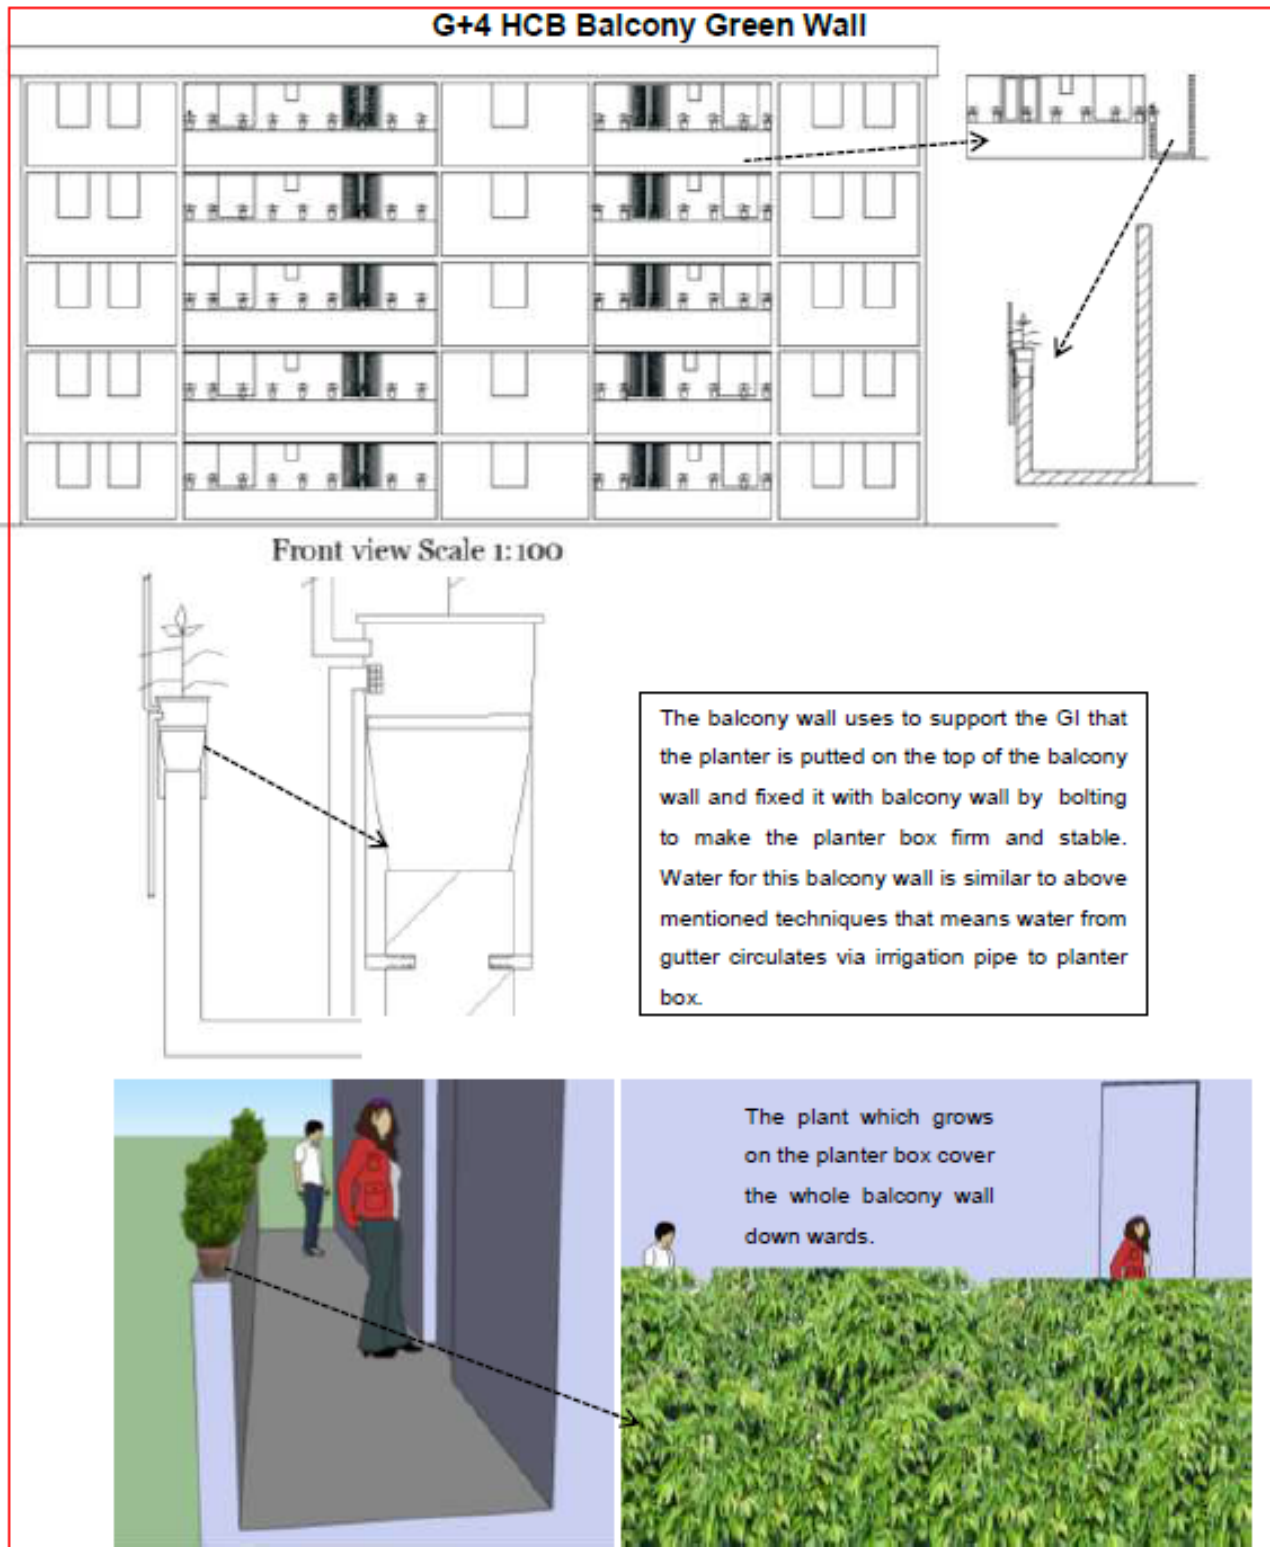 G+4 HCB Balcony Green Wall
Front view Scale 1:100
The balcony wall uses to support the GI that
the planter is putted on the top of the balcony
wall and fixed it with balcony wall by bolting
to make the planter box firm and stable.
Water for this balcony wall is similar to above
mentioned techniques that means water from
gutter circulates via irrigation pipe to planter
box.
The plant which grows
on the planter box cover
the whole balcony wall
down wards.